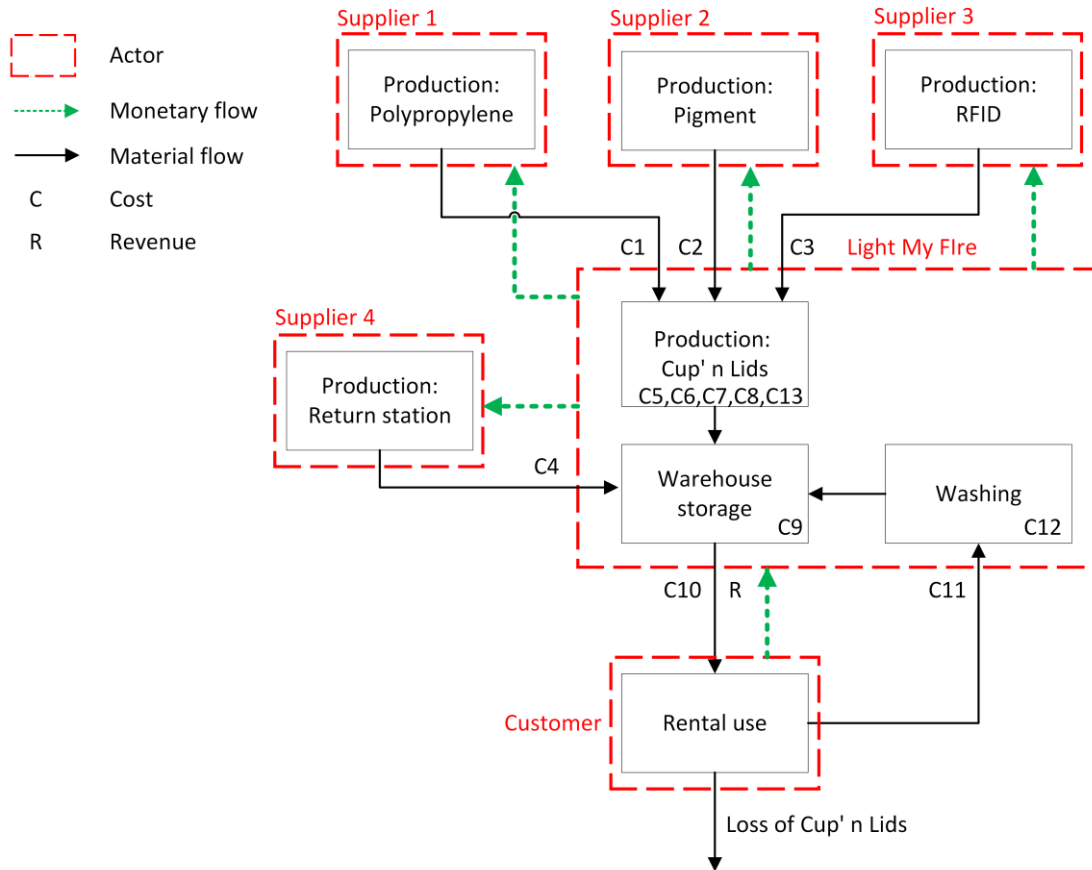 Actor
Monetary flow
Material flow
C Cost
R Revenue
Supplier 1
Production:
Polypropylene
Supplier 2
Production:
Pigment
Supplier 3
Production:
RFID
C1
C2
C3
Light My FIre
Supplier 4
Production:
Return station
C4
Production:
Cup' n Lids
C5,C6,C7,C8,C13
Warehouse
storage
C9
Washing
C12
C10
R
C11
Customer
Rental use
Loss of Cup' n Lids